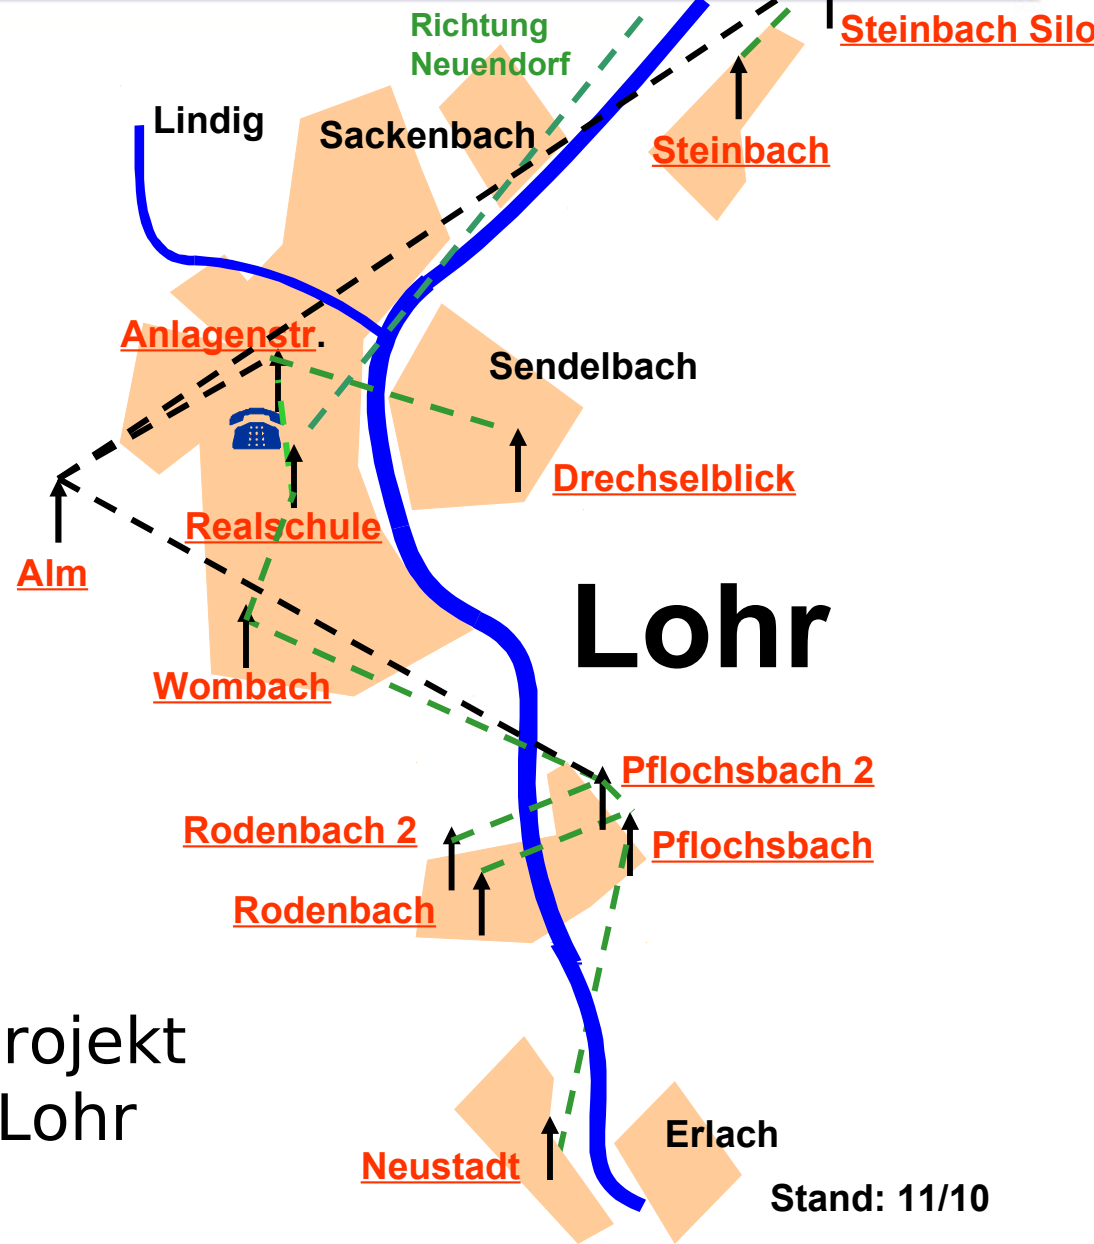 Richtung
Neuendorf
Steinbach Silo
Lindig
Sackenbach
Steinbach
Anlagenstr.
Sendelbach
Drechselblick
Realschule
Alm
Lohr
Wombach
Pflochsbach 2
Rodenbach 2
Pflochsbach
Rodenbach
rojekt
Lohr
Erlach
Neustadt
Stand: 11/10